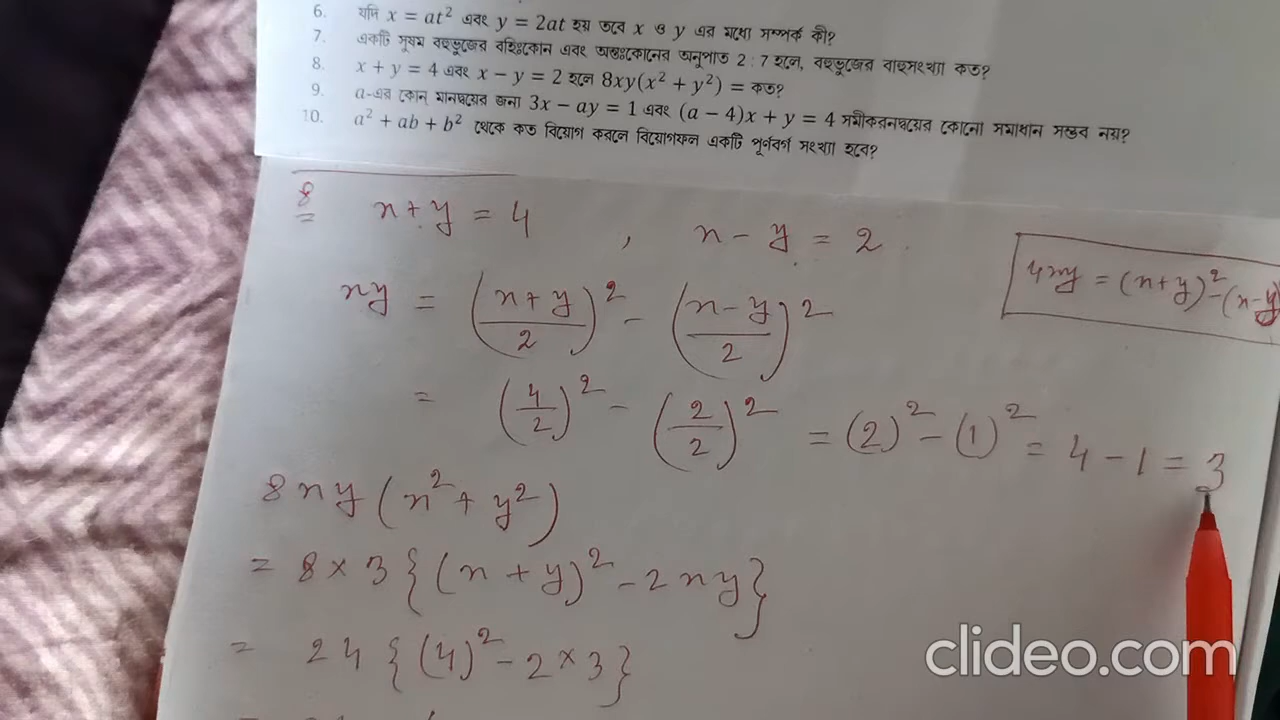 6. যদি x = at² এবং y = 2at হয় তবে x ও y এর মধ্যে সম্পর্ক কী?
7. একটি সুষম বহুভুজের বহিঃকোন এবং অন্তঃকোনের অনুপাত 2 : 7 হলে, বহুভুজের বাহুসংখ্যা কত?
8. x + y = 4 এবং x − y = 2 হলে 8xy(x² + y²) = কত?
9. a-এর কোন্ মানদ্বয়ের জন্য 3x − ay = 1 এবং (a − 4)x + y = 4 সমীকরনদ্বয়ের কোনো সমাধান সম্ভব নয়?
10. a² + ab + b² থেকে কত বিয়োগ করলে বিয়োগফল একটি পূর্নবর্গ সংখ্যা হবে?
8 x + y = 4 , x − y = 2
4xy = (x+y)² − (x−y)
xy = ((x+y)/2)² − ((x−y)/2)²
= (4/2)² − (2/2)² = (2)² − (1)² = 4 − 1 = 3
8xy(x² + y²)
= 8 × 3 {(x + y)² − 2xy}
= 24 {(4)² − 2 × 3}
clideo.com